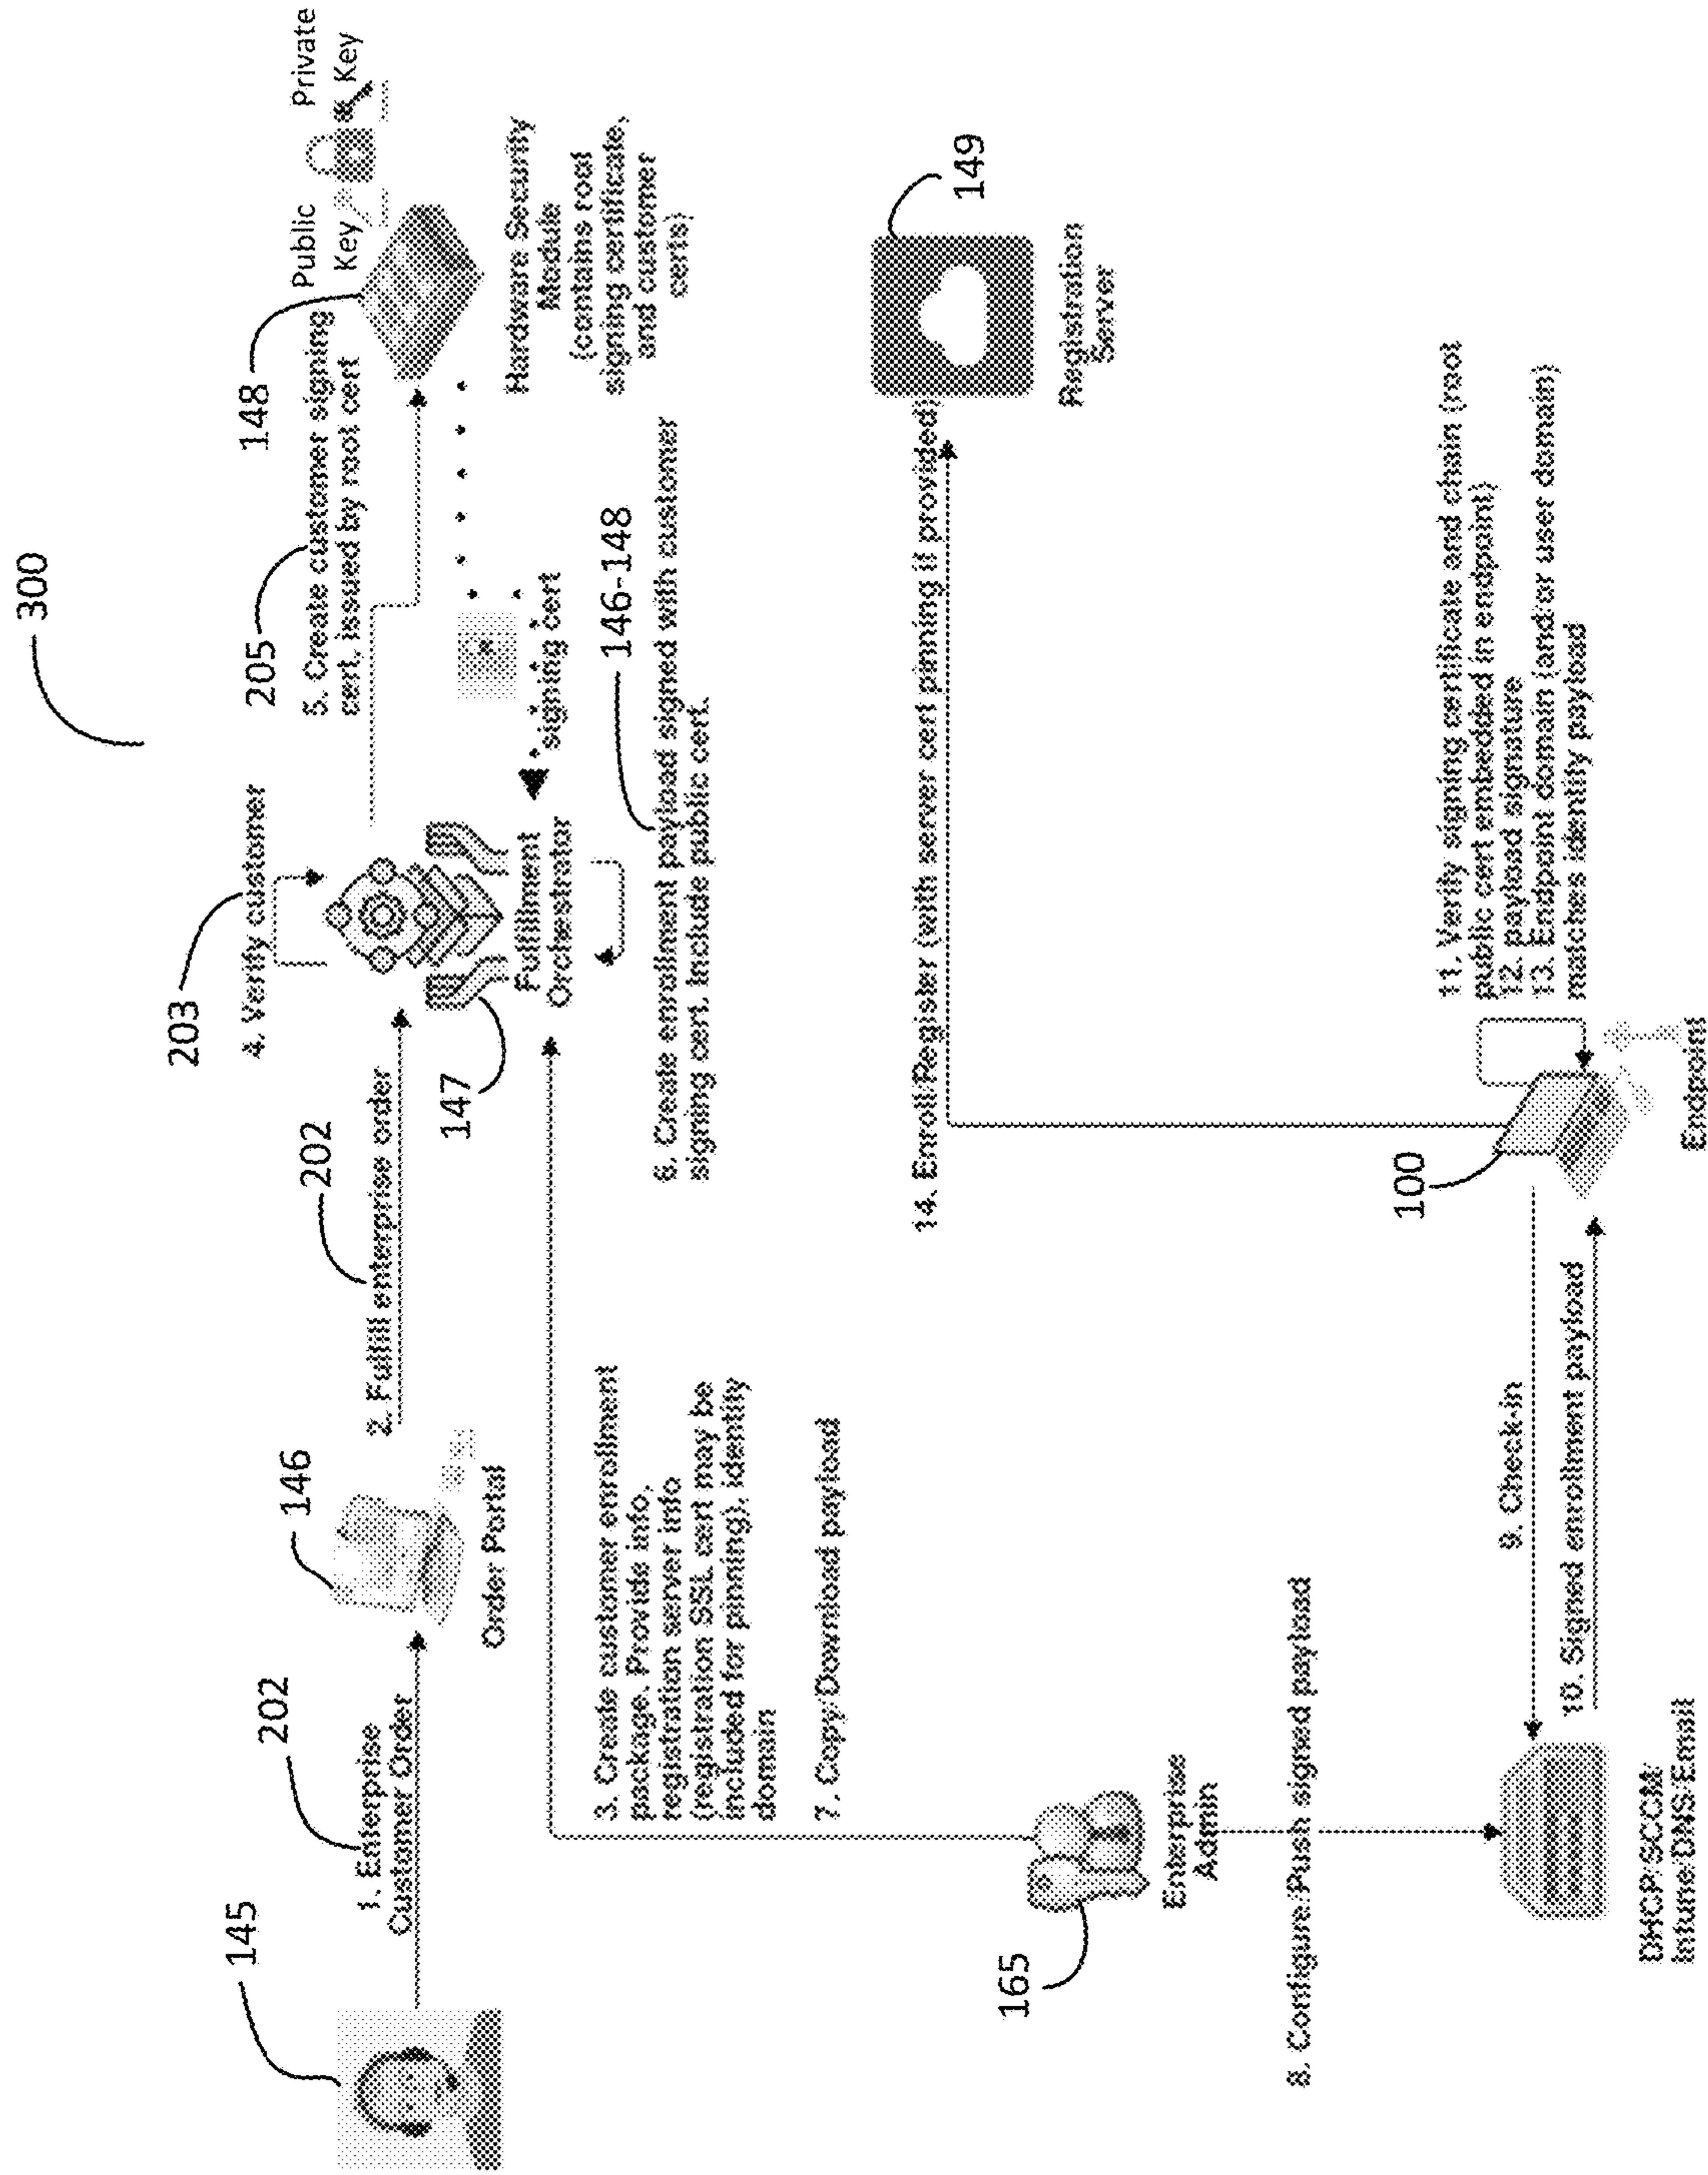 300
145
202
1. Enterprise
Customer Order
146
Order Portal
202
2. Fulfill enterprise order
203
4. Verify customer
147
Fulfillment
Orchestrator
205
5. Create customer signing
cert. issued by root cert
148
Public
Key
Private
Key
Hardware Security
Module
(contains root
signing certificate,
and customer
certs)
signing cert
146-148
6. Create enrollment payload signed with customer
signing cert. Include public cert.
3. Create customer enrollment
package. Provide info,
registration server info
(registration SSL cert may be
included for pinning), identity
domain
7. Copy/Download payload
165
Enterprise
Admin
8. Configure/Push signed payload
DHCP/SCCM/
Intune/DNS/Email
9. Check-in
10. Signed enrollment payload
100
Endpoint
11. Verify signing certificate and chain (root
public cert embedded in endpoint)
12. payload signature
13. Endpoint domain (and/or user domain)
matches identity payload
14. Enroll/Register (with server cert pinning if provided)
149
Registration
Server